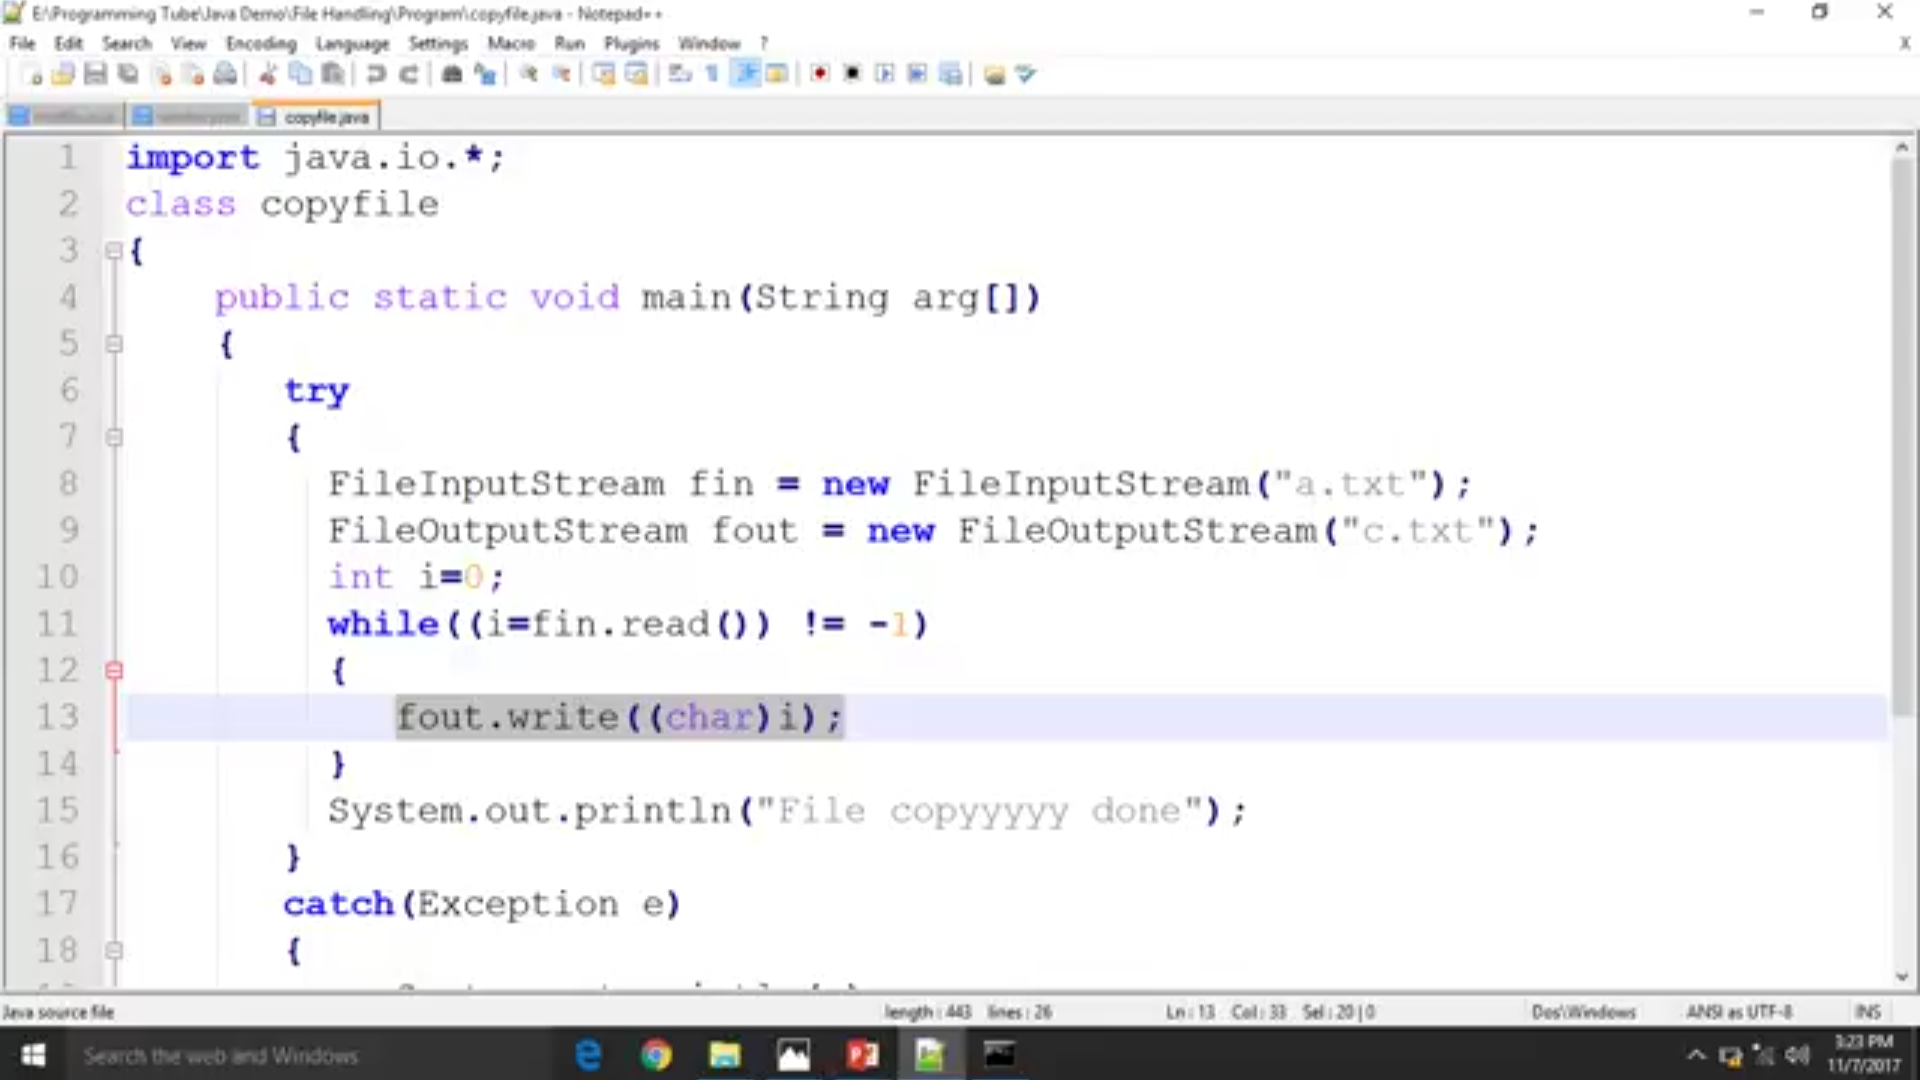 E:\Programming Tube\Java Demo\File Handling\Program\copyfile.java - Notepad++
File Edit Search View Encoding Language Settings Macro Run Plugins Window ? X
copyfile.java
1 import java.io.*;
2 class copyfile
3 {
4 public static void main(String arg[])
5 {
6 try
7 {
8 FileInputStream fin = new FileInputStream("a.txt");
9 FileOutputStream fout = new FileOutputStream("c.txt");
10 int i=0;
11 while((i=fin.read()) != -1)
12 {
13 fout.write((char)i);
14 }
15 System.out.println("File copyyyyy done");
16 }
17 catch(Exception e)
18 {
Java source file length : 443 lines : 26 Ln : 13 Col : 33 Sel : 20 | 0 Dos\Windows ANSI as UTF-8 INS
Search the web and Windows
3:23 PM
11/7/2017